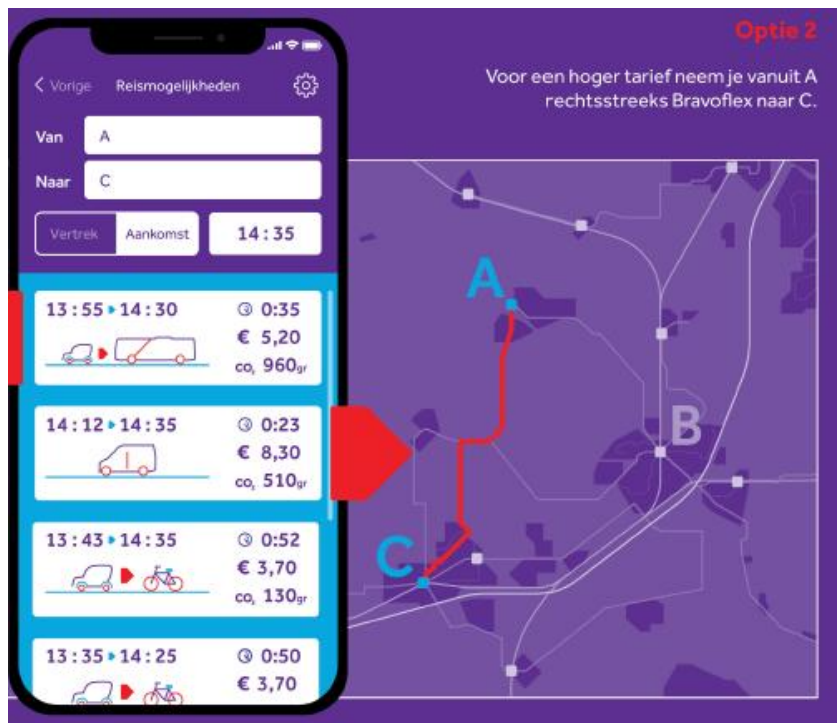 Optie 2
Voor een hoger tarief neem je vanuit A
rechtsstreeks Bravoflex naar C.
Vorige Reismogelijkheden
Van A
Naar C
Vertrek Aankomst 14:35
13:55 14:30 0:35
€ 5,20
co₂ 960gr
14:12 14:35 0:23
€ 8,30
co₂ 510gr
13:43 14:35 0:52
€ 3,70
co₂ 130gr
13:35 14:25 0:50
€ 3,70
A
B
C